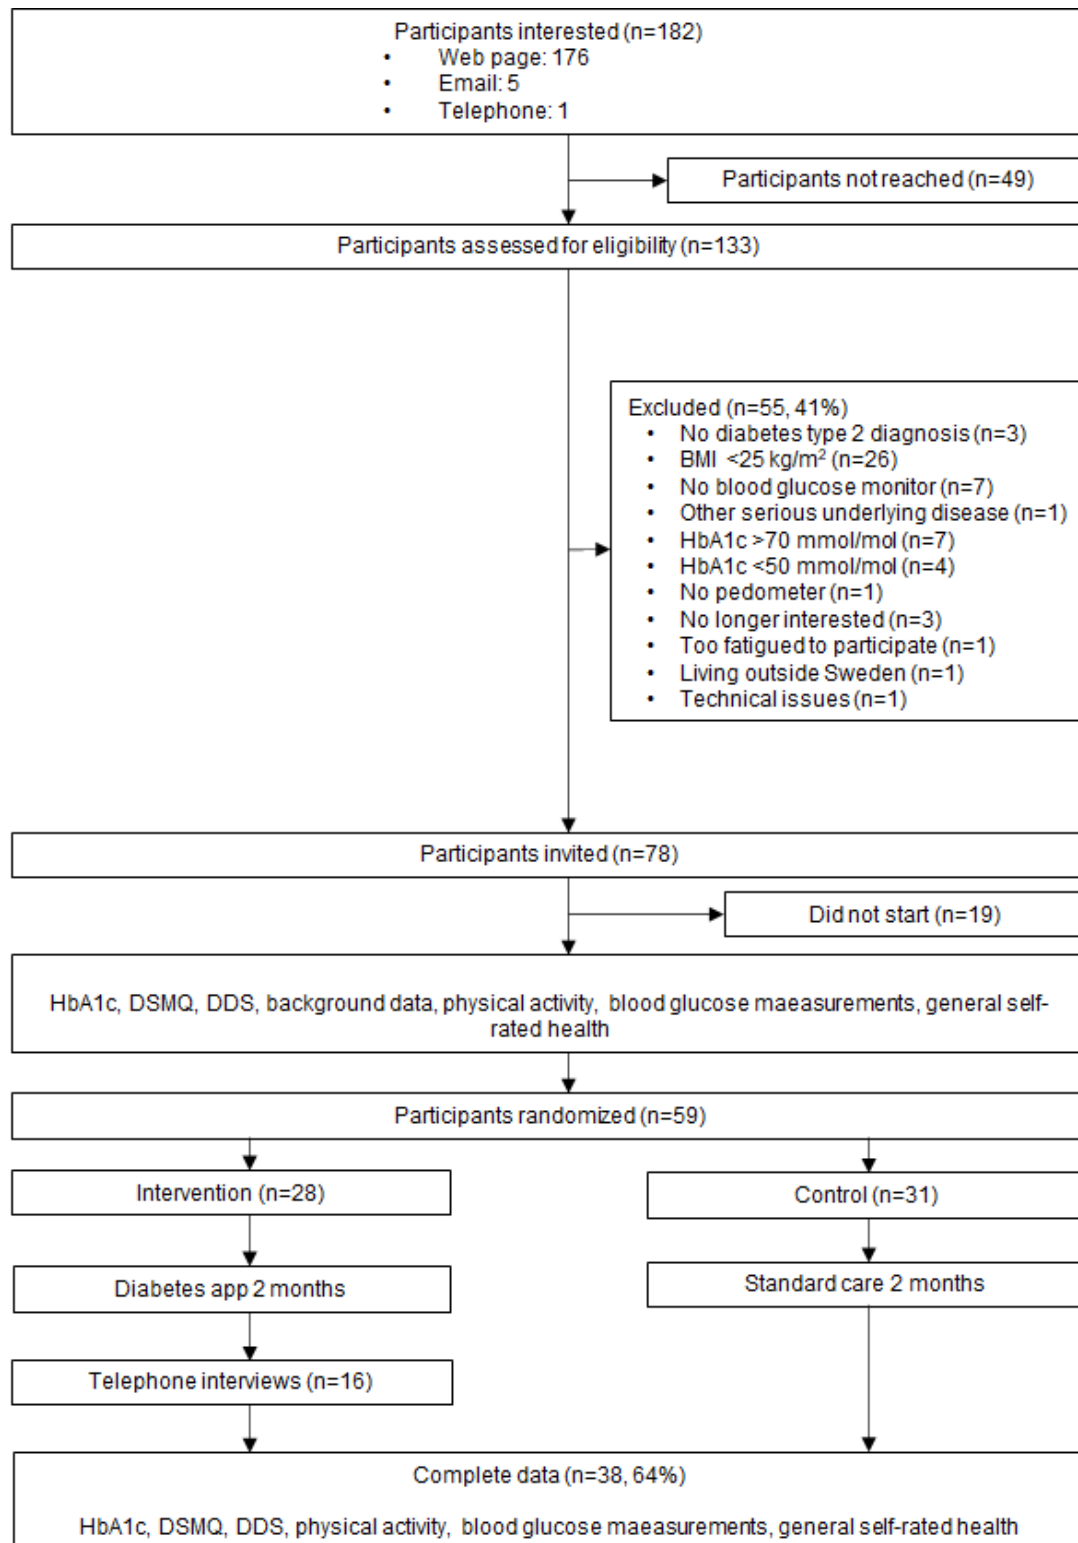 Participants interested (n=182)
• Web page: 176
• Email: 5
• Telephone: 1
Participants not reached (n=49)
Participants assessed for eligibility (n=133)
Excluded (n=55, 41%)
• No diabetes type 2 diagnosis (n=3)
• BMI <25 kg/m² (n=26)
• No blood glucose monitor (n=7)
• Other serious underlying disease (n=1)
• HbA1c >70 mmol/mol (n=7)
• HbA1c <50 mmol/mol (n=4)
• No pedometer (n=1)
• No longer interested (n=3)
• Too fatigued to participate (n=1)
• Living outside Sweden (n=1)
• Technical issues (n=1)
Participants invited (n=78)
Did not start (n=19)
HbA1c, DSMQ, DDS, background data, physical activity, blood glucose maeasurements, general self-
rated health
Participants randomized (n=59)
Intervention (n=28)
Control (n=31)
Diabetes app 2 months
Standard care 2 months
Telephone interviews (n=16)
Complete data (n=38, 64%)
HbA1c, DSMQ, DDS, physical activity, blood glucose maeasurements, general self-rated health